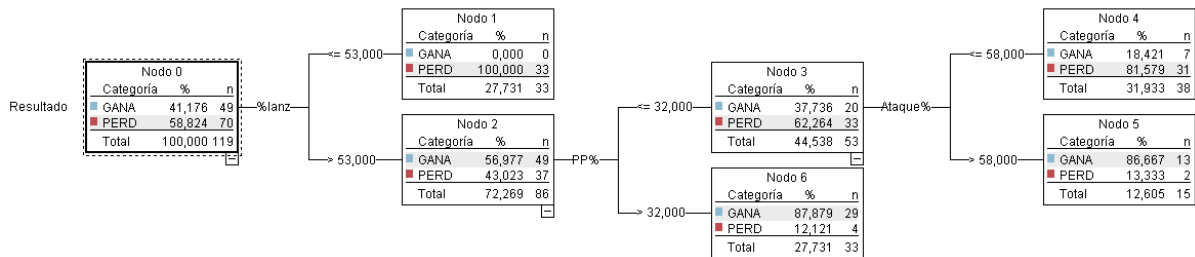 Resultado
Nodo 0
Categoría % n
GANA 41,176 49
PERD 58,824 70
Total 100,000 119
%lanz
<= 53,000
Nodo 1
Categoría % n
GANA 0,000 0
PERD 100,000 33
Total 27,731 33
> 53,000
Nodo 2
Categoría % n
GANA 56,977 49
PERD 43,023 37
Total 72,269 86
PP%
<= 32,000
Nodo 3
Categoría % n
GANA 37,736 20
PERD 62,264 33
Total 44,538 53
> 32,000
Nodo 6
Categoría % n
GANA 87,879 29
PERD 12,121 4
Total 27,731 33
Ataque%
<= 58,000
Nodo 4
Categoría % n
GANA 18,421 7
PERD 81,579 31
Total 31,933 38
> 58,000
Nodo 5
Categoría % n
GANA 86,667 13
PERD 13,333 2
Total 12,605 15